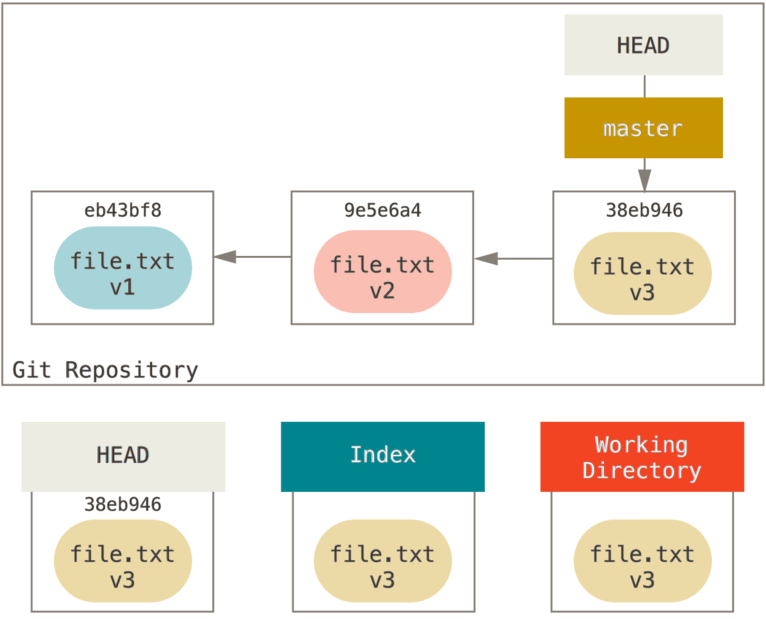 HEAD
master
eb43bf8
9e5e6a4
38eb946
file.txt
v1
file.txt
v2
file.txt
v3
Git Repository
HEAD
Index
Working
Directory
38eb946
file.txt
v3
file.txt
v3
file.txt
v3